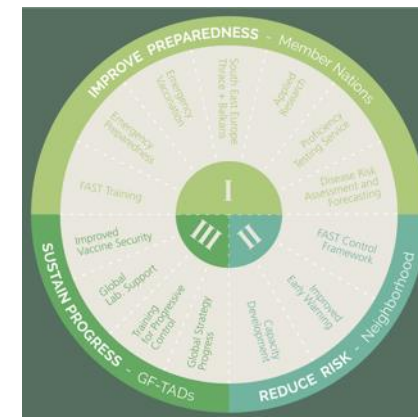 IMPROVE PREPAREDNESS - Member Nations
FAST Training
Emergency
Preparedness
Emergency
Vaccination
South East Europe
Thrace + Balkans
Applied
Research
Proficiency
Testing Service
Disease Risk
Assessment and
Forecasting
I
REDUCE RISK - Neighborhood
FAST Control
Framework
Improved
Early Warning
Capacity
Development
II
SUSTAIN PROGRESS - GF-TADs
Improved
Vaccine Security
Global
Lab. Support
Training
for Progressive
Control
Global Strategy
Progress
III